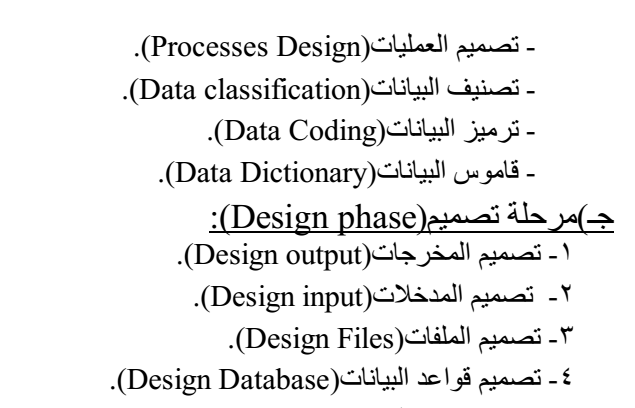 - تصميم العمليات(Processes Design).
- تصنيف البيانات(Data classification).
- ترميز البيانات(Data Coding).
- قاموس البيانات(Data Dictionary).
جـ)مرحلة تصميم(Design phase):
١- تصميم المخرجات(Design output).
٢- تصميم المدخلات(Design input).
٣- تصميم الملفات(Design Files).
٤- تصميم قواعد البيانات(Design Database).